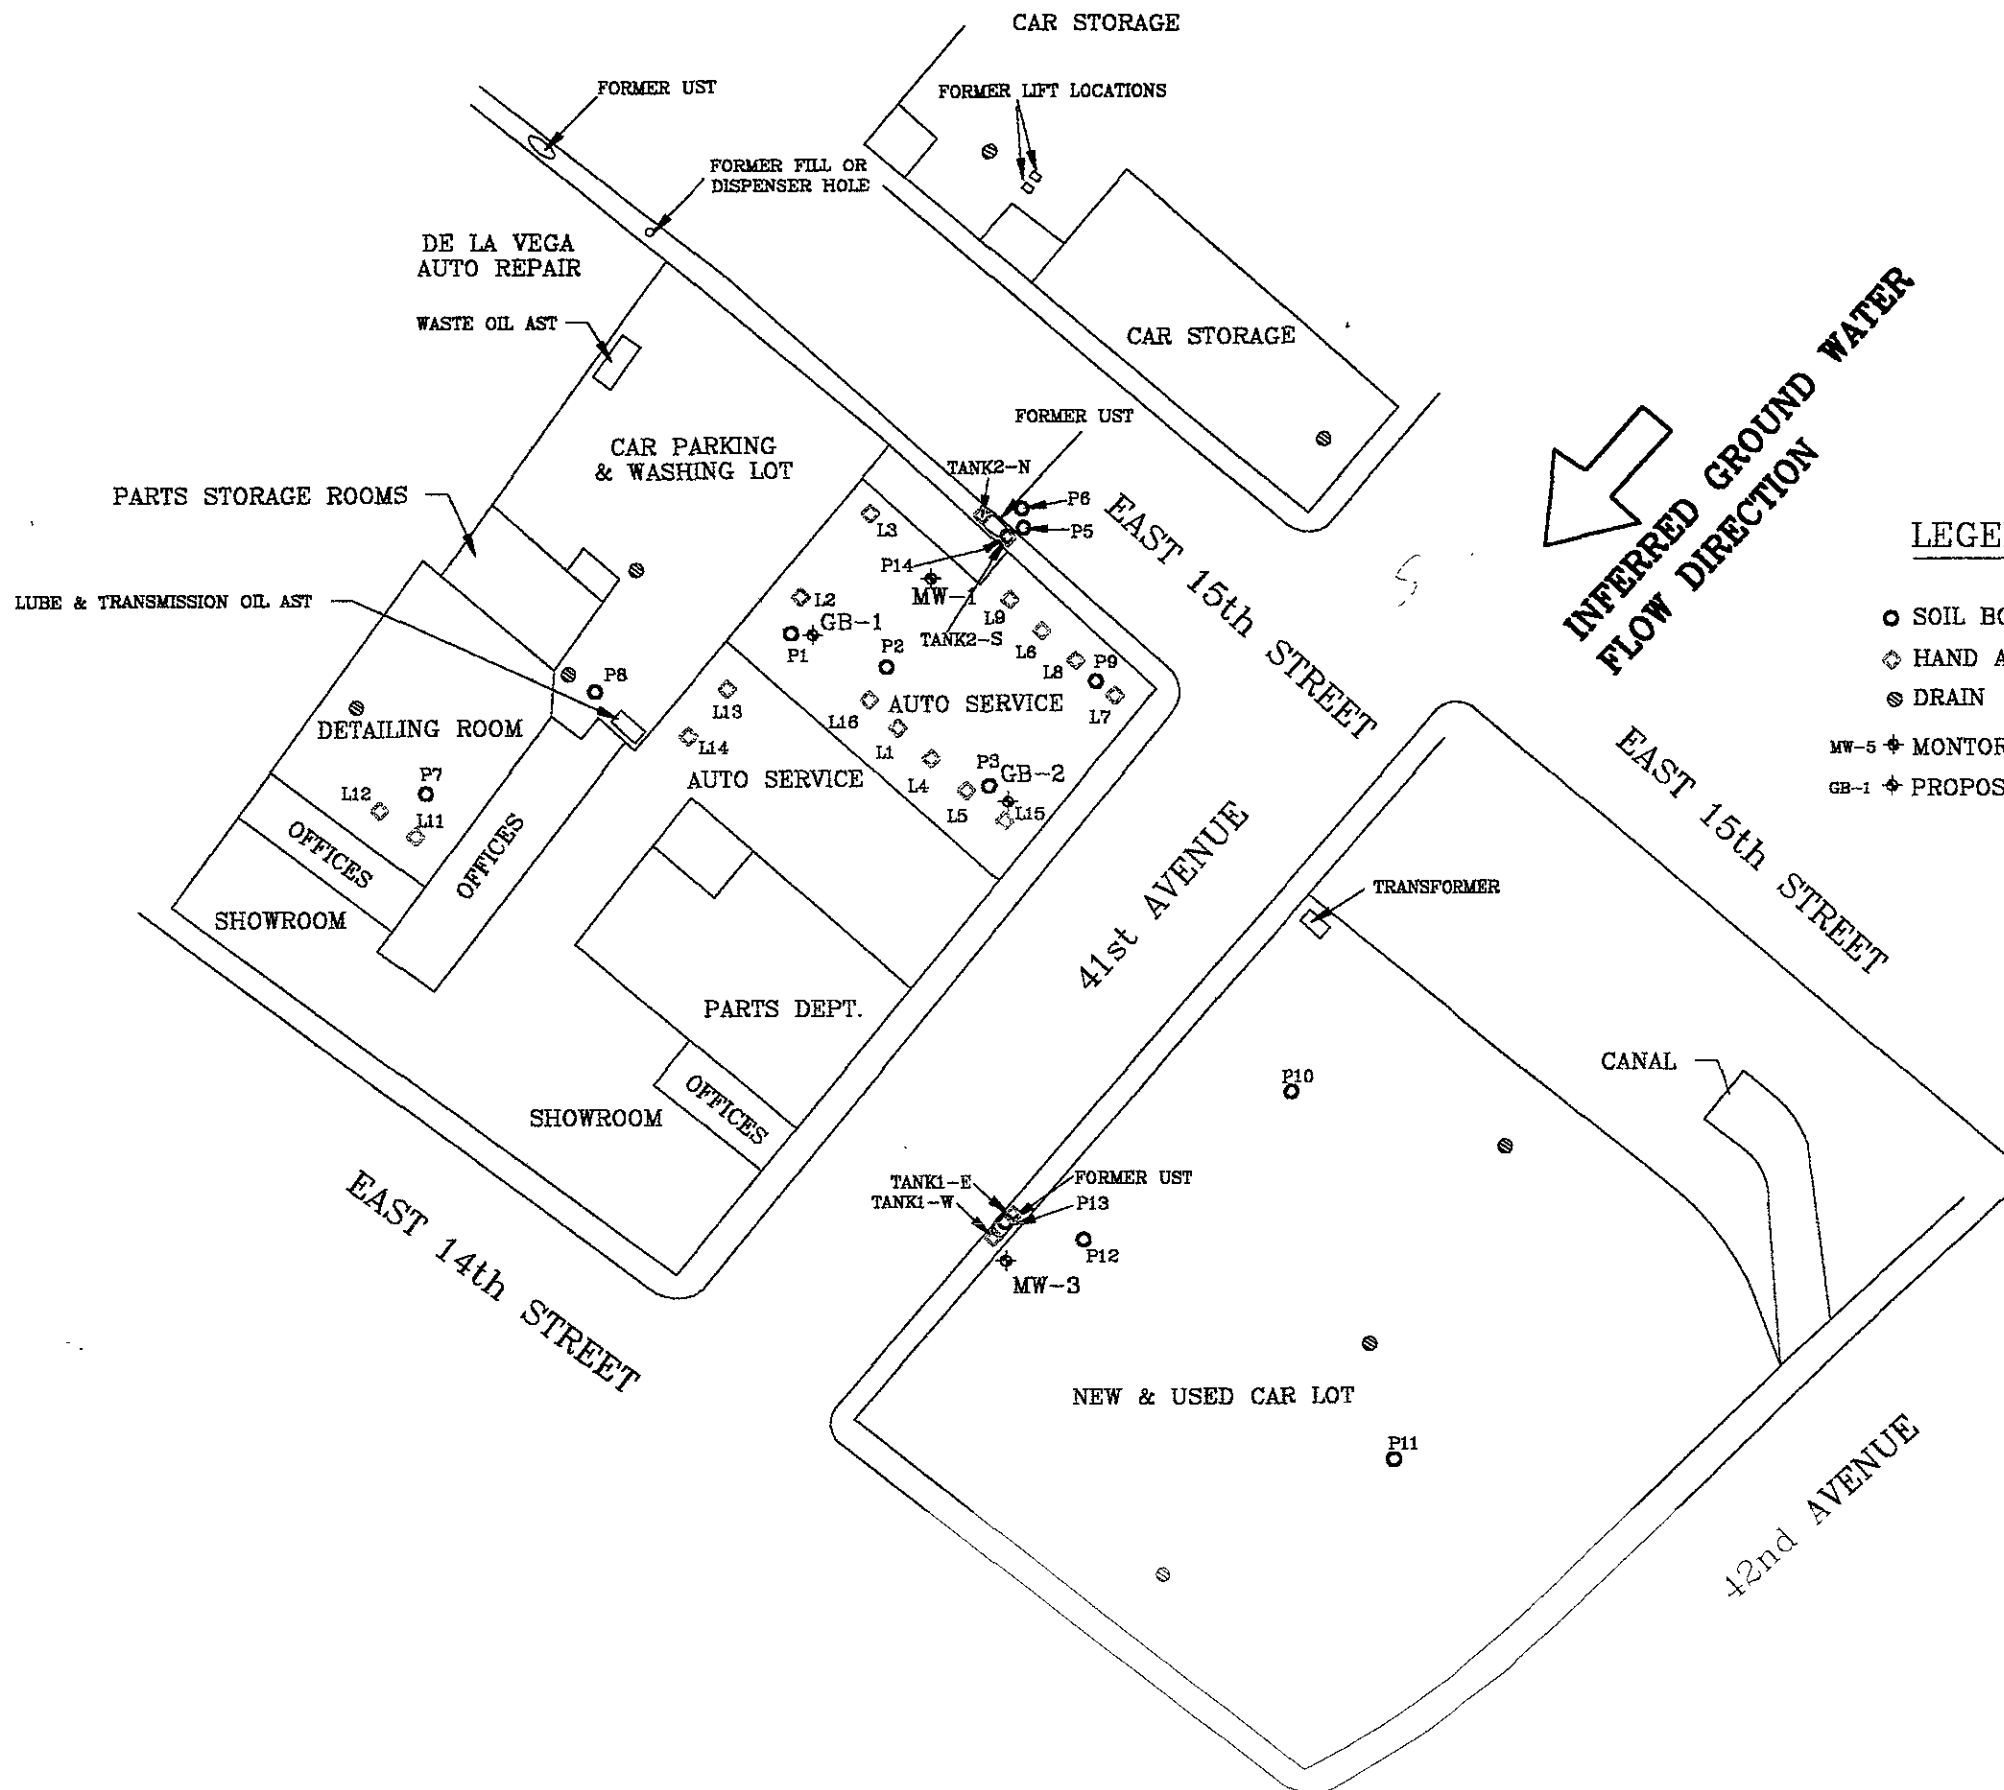 CAR STORAGE
FORMER UST
FORMER LIFT LOCATIONS
FORMER FILL OR
DISPENSER HOLE
DE LA VEGA
AUTO REPAIR
WASTE OIL AST
CAR STORAGE
INFERRED GROUND WATER
FLOW DIRECTION
FORMER UST
CAR PARKING
& WASHING LOT
TANK2-N
PARTS STORAGE ROOMS
P6
P5
L3
EAST 15th STREET
P14
MW-1
LUBE & TRANSMISSION OIL AST
L2
GB-1
P1
L9
TANK2-S
L6
P2
L8
P9
L7
P8
L13
L16
AUTO SERVICE
DETAILING ROOM
L14
L1
AUTO SERVICE
L4
P3
GB-2
L5
L15
P7
L12
L11
OFFICES
OFFICES
SHOWROOM
41st AVENUE
EAST 15th STREET
TRANSFORMER
PARTS DEPT.
OFFICES
SHOWROOM
CANAL
P10
TANK1-E
TANK1-W
FORMER UST
P13
P12
MW-3
EAST 14th STREET
NEW & USED CAR LOT
P11
42nd AVENUE
LEGE
SOIL BO
HAND A
DRAIN
MW-5 MONTOR
GB-1 PROPOS